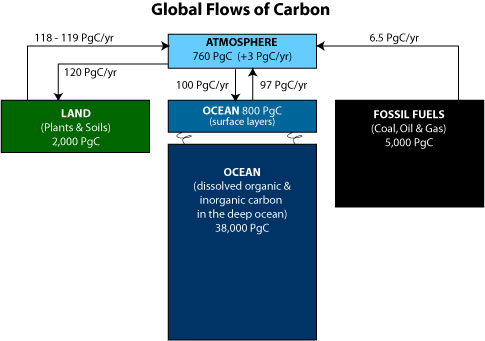 Global Flows of Carbon
118 - 119 PgC/yr
ATMOSPHERE
760 PgC (+3 PgC/yr)
6.5 PgC/yr
120 PgC/yr
100 PgC/yr
97 PgC/yr
LAND
(Plants & Soils)
2,000 PgC
OCEAN 800 PgC
(surface layers)
FOSSIL FUELS
(Coal, Oil & Gas)
5,000 PgC
OCEAN
(dissolved organic &
inorganic carbon
in the deep ocean)
38,000 PgC